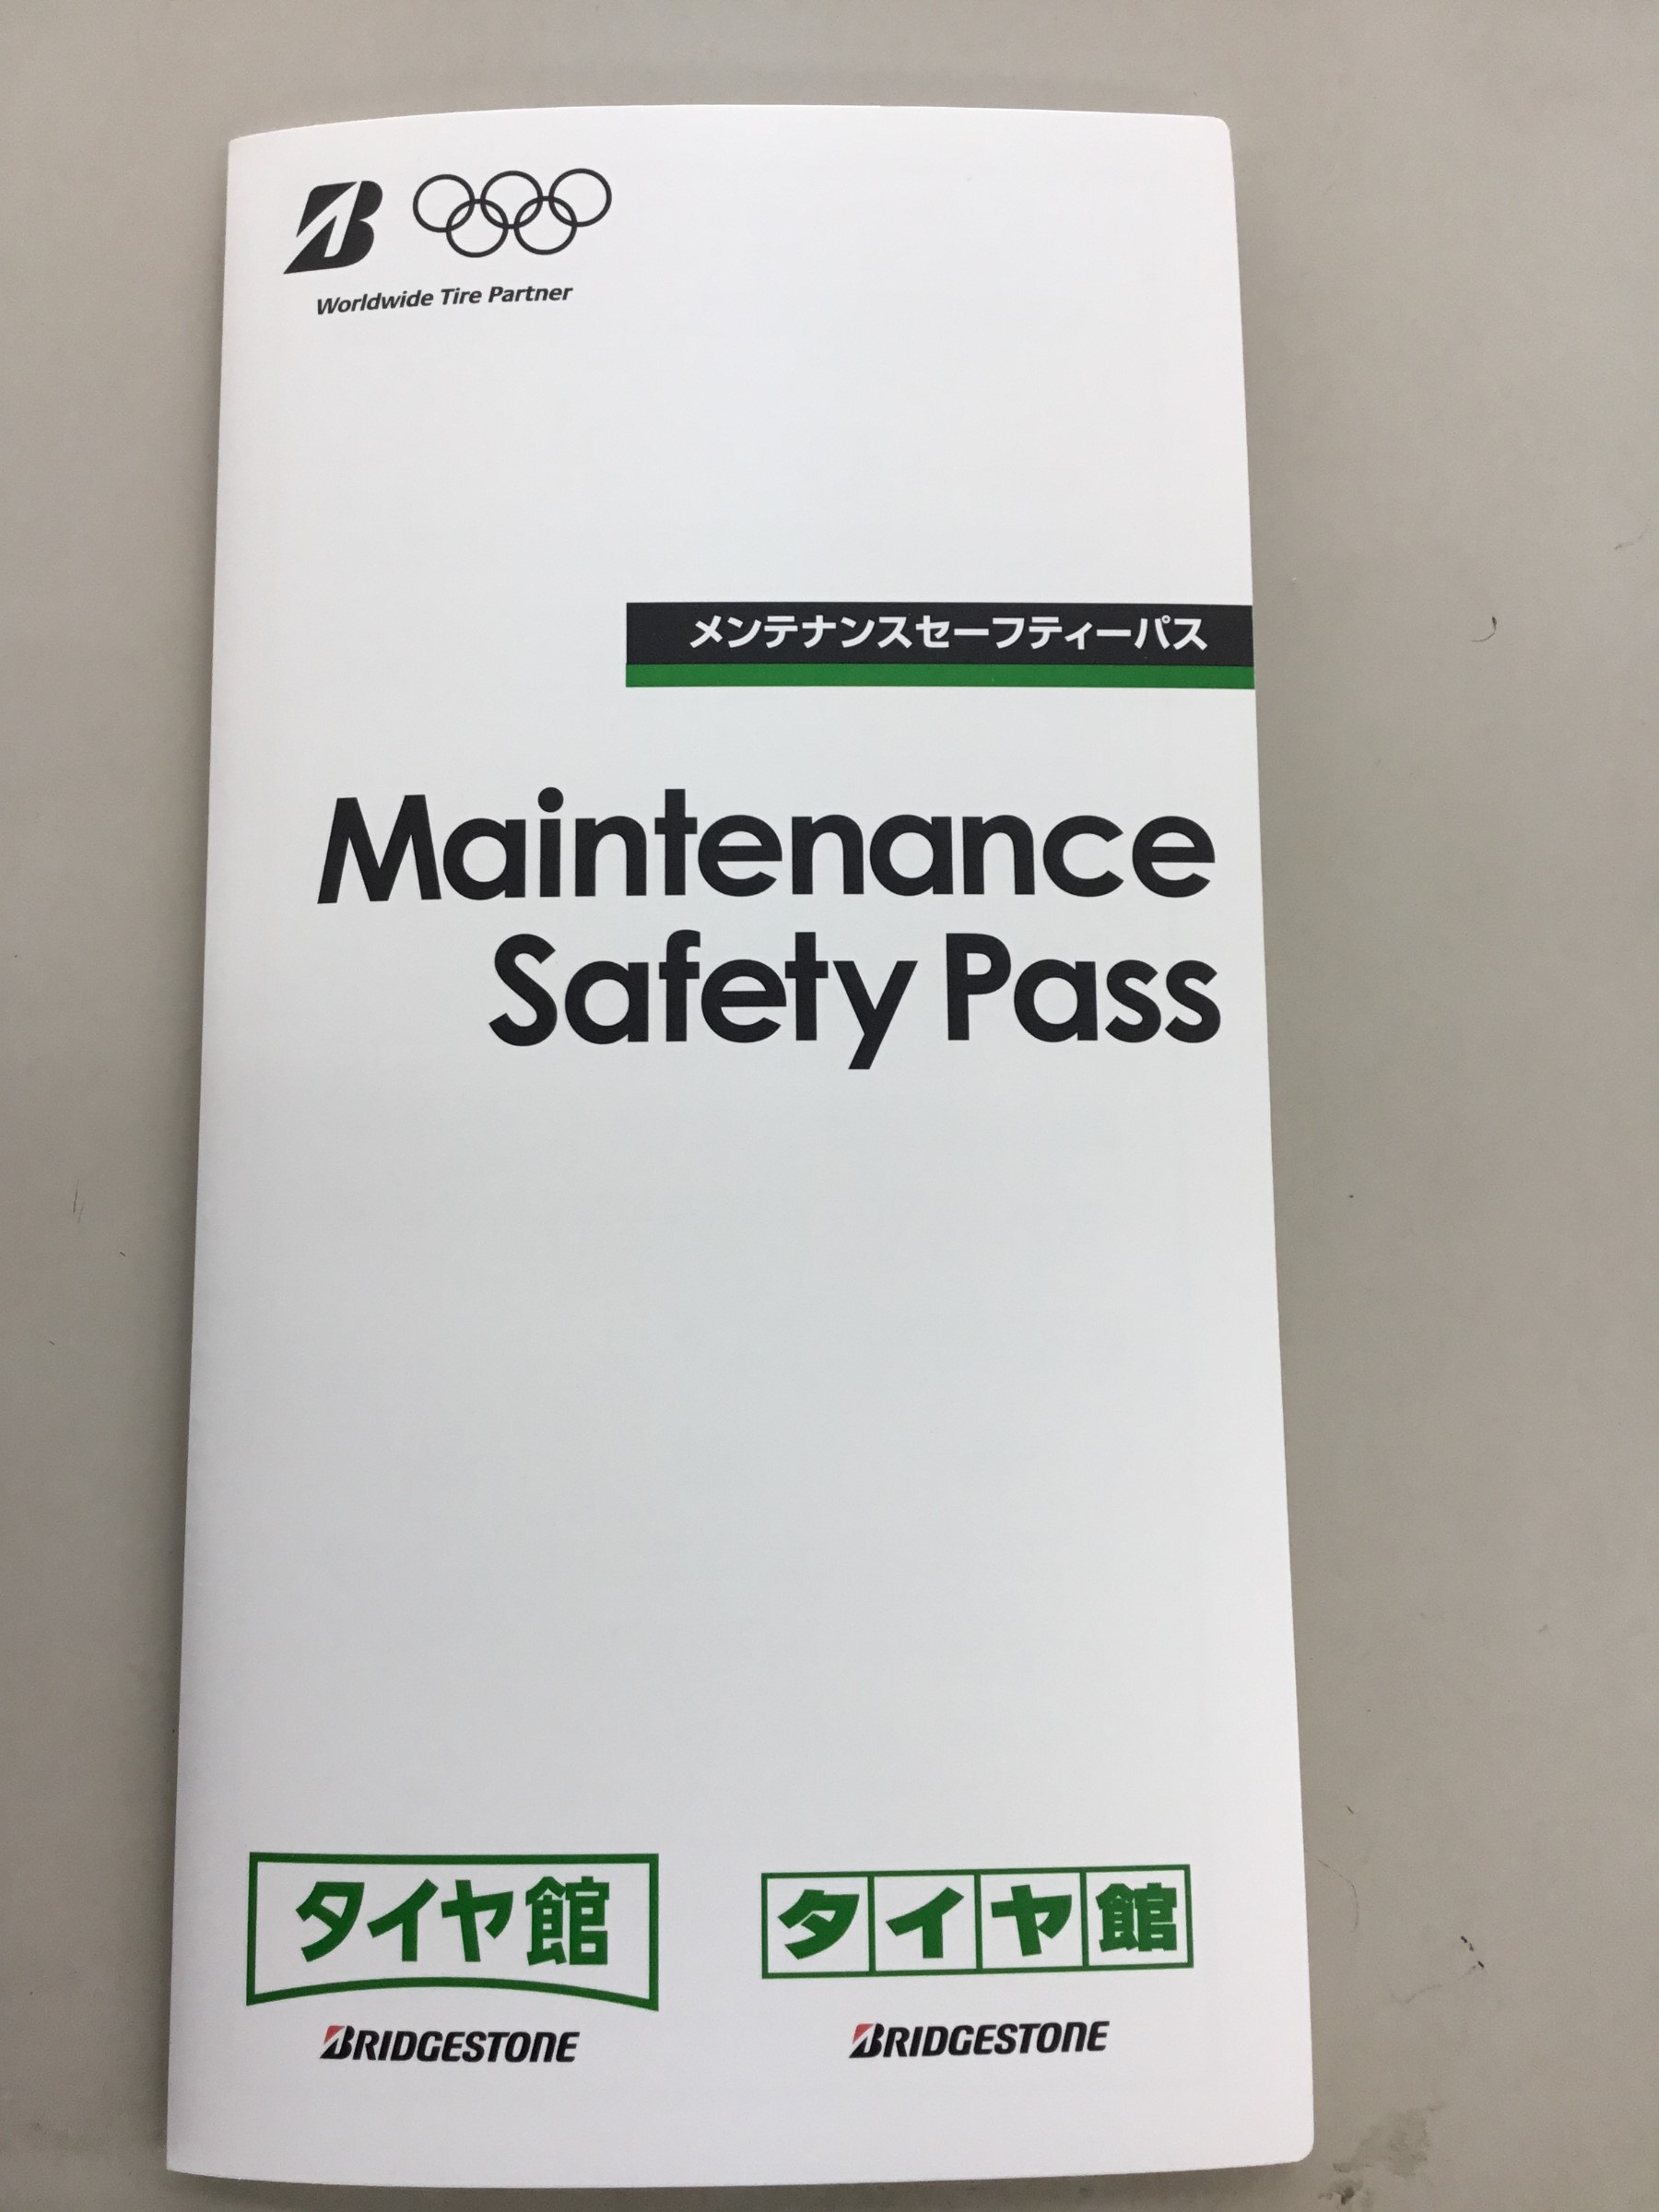 B
Worldwide Tire Partner
メンテナンスセーフティーパス
Maintenance
Safety Pass
タイヤ館
BRIDGESTONE
タイヤ館
BRIDGESTONE